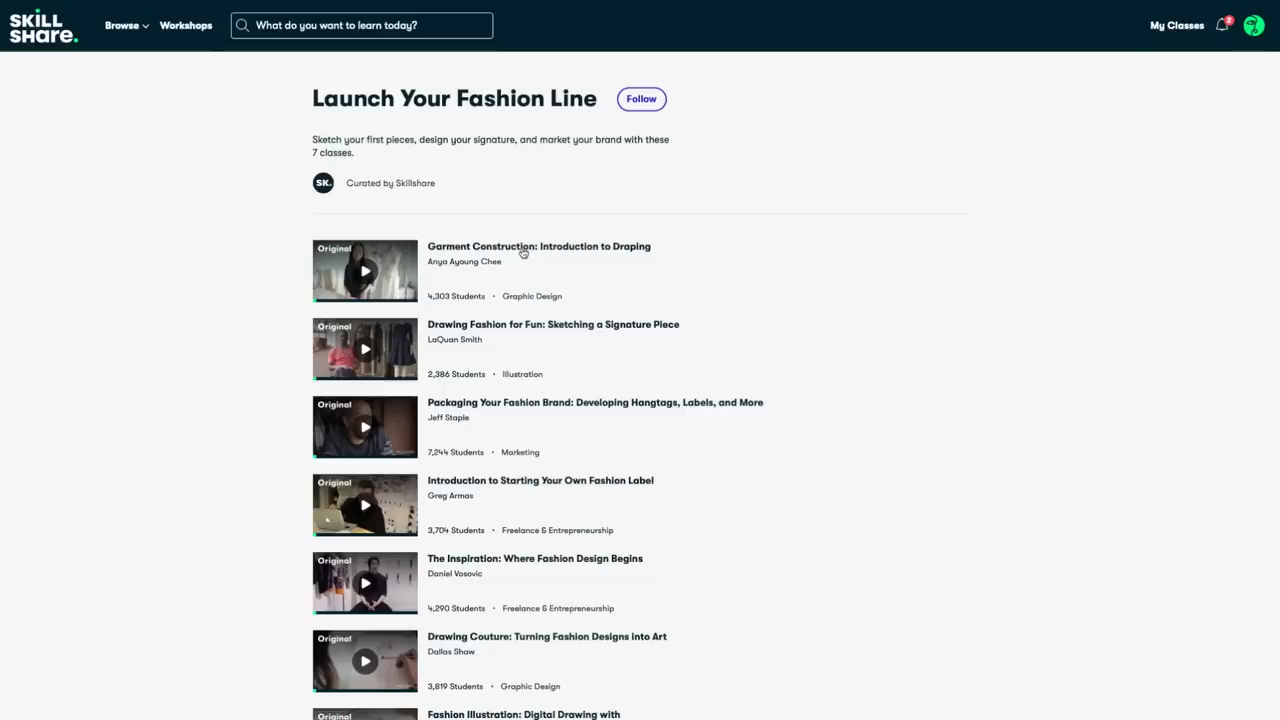 SKILL
SHARE.
Browse
Workshops
What do you want to learn today?
My Classes
2
Launch Your Fashion Line
Follow
Sketch your first pieces, design your signature, and market your brand with these
7 classes.
SK.
Curated by Skillshare
Original
Garment Construction: Introduction to Draping
Anya Ayoung Chee
4,303 Students • Graphic Design
Original
Drawing Fashion for Fun: Sketching a Signature Piece
LaQuan Smith
2,386 Students • Illustration
Original
Packaging Your Fashion Brand: Developing Hangtags, Labels, and More
Jeff Staple
7,244 Students • Marketing
Original
Introduction to Starting Your Own Fashion Label
Greg Armas
3,704 Students • Freelance & Entrepreneurship
Original
The Inspiration: Where Fashion Design Begins
Daniel Vosovic
4,290 Students • Freelance & Entrepreneurship
Original
Drawing Couture: Turning Fashion Designs into Art
Dallas Shaw
3,819 Students • Graphic Design
Original
Fashion Illustration: Digital Drawing with